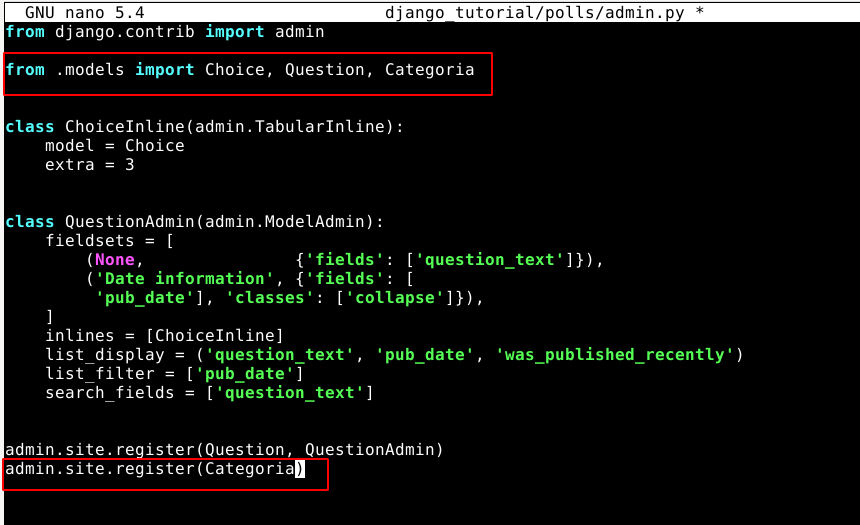 GNU nano 5.4 django_tutorial/polls/admin.py *
from django.contrib import admin
from .models import Choice, Question, Categoria
class ChoiceInline(admin.TabularInline):
    model = Choice
    extra = 3
class QuestionAdmin(admin.ModelAdmin):
    fieldsets = [
        (None,               {'fields': ['question_text']}),
        ('Date information', {'fields': [
         'pub_date'], 'classes': ['collapse']}),
    ]
    inlines = [ChoiceInline]
    list_display = ('question_text', 'pub_date', 'was_published_recently')
    list_filter = ['pub_date']
    search_fields = ['question_text']
admin.site.register(Question, QuestionAdmin)
admin.site.register(Categoria)